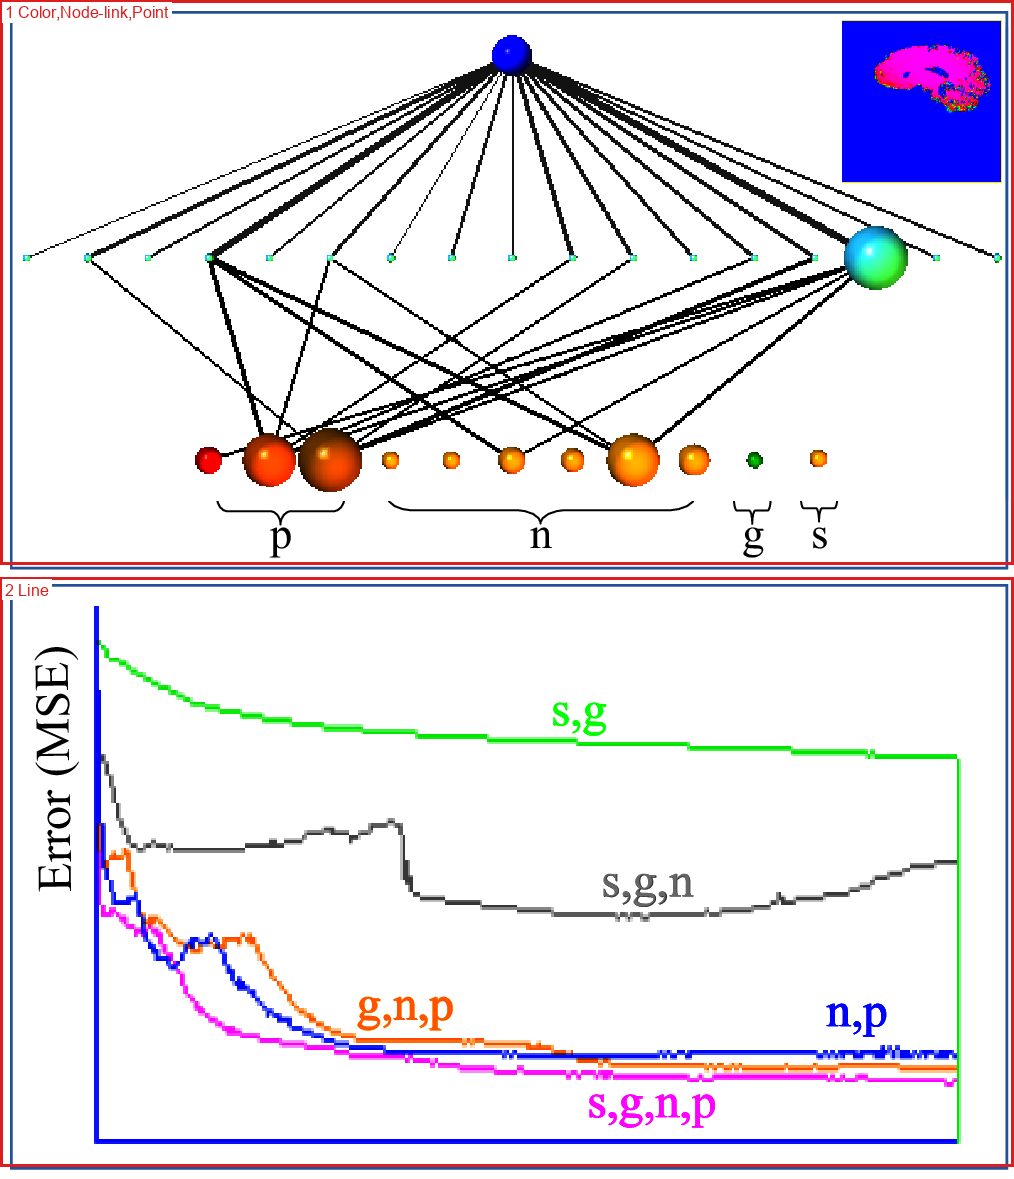 1 Color,Node-link,Point
p n g s
2 Line
Error (MSE)
s,g
s,g,n
g,n,p
n,p
s,g,n,p